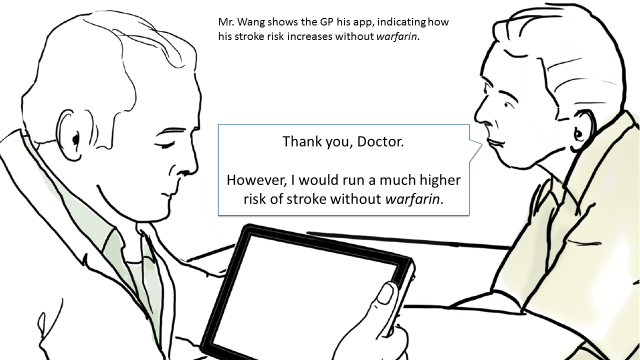 Mr. Wang shows the GP his app, indicating how
his stroke risk increases without warfarin.
Thank you, Doctor.
However, I would run a much higher
risk of stroke without warfarin.